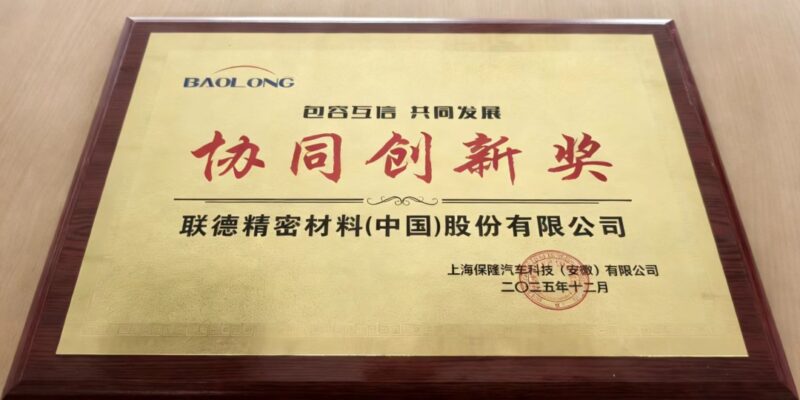 BAOLONG
包容互信 共同发展
协同创新奖
联德精密材料(中国)股份有限公司
上海保隆汽车科技（安徽）有限公司
二〇二五年十二月